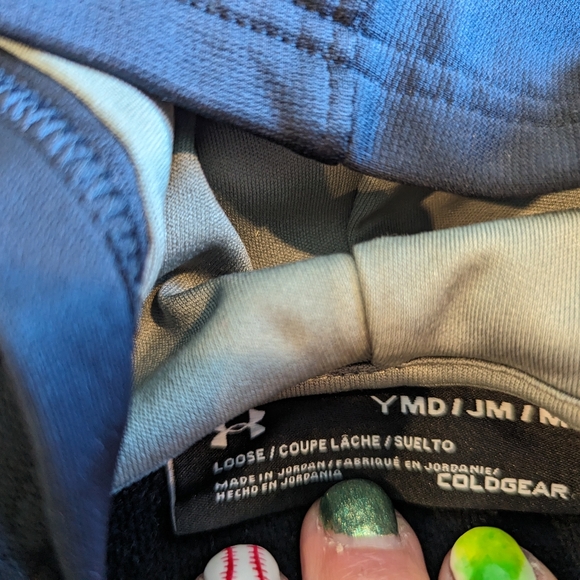 YMD / JM / M
LOOSE / COUPE LÂCHE / SUELTO
MADE IN JORDAN / FABRIQUÉ EN JORDANIE /
HECHO EN JORDANIA
COLDGEAR